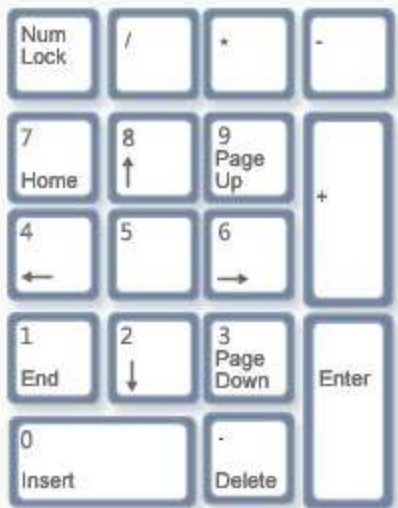 Num
Lock
/
*
-
7
Home
8
↑
9
Page
Up
+
4
←
5
6
→
1
End
2
↓
3
Page
Down
Enter
0
Insert
.
Delete